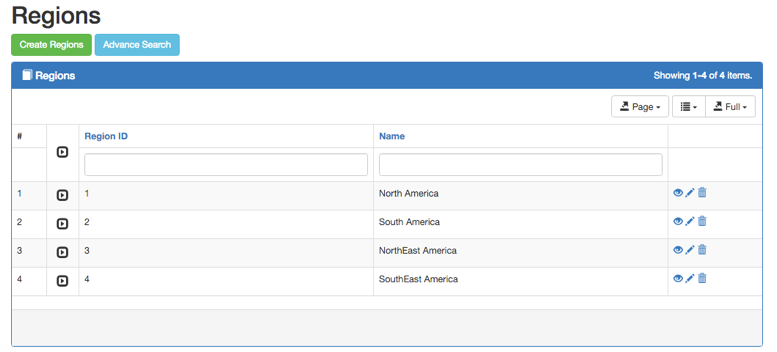 Regions
Create Regions Advance Search
Regions Showing 1-4 of 4 items.
Page Full
# Region ID Name
1 1 North America
2 2 South America
3 3 NorthEast America
4 4 SouthEast America